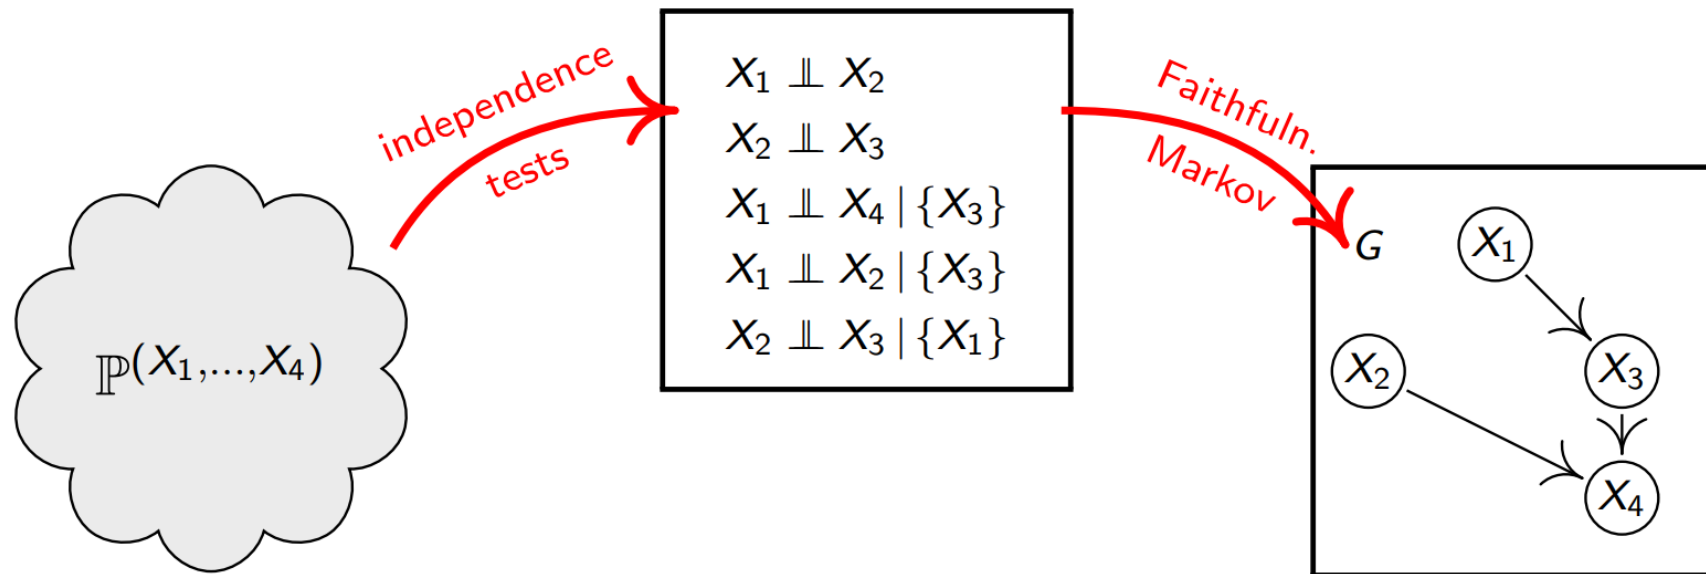 ℙ^(X₁,...,X₄)
independence
tests
X₁ ⫫ X₂
X₂ ⫫ X₃
X₁ ⫫ X₄ | {X₃}
X₁ ⫫ X₂ | {X₃}
X₂ ⫫ X₃ | {X₁}
Faithfuln.
Markov
G
X₁
X₂
X₃
X₄